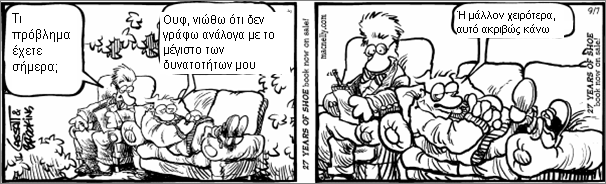 Τι
πρόβλημα
έχετε
σήμερα;
Ουφ, νιώθω ότι δεν
γράφω ανάλογα με το
μέγιστο των
δυνατοτήτων μου
27 YEARS OF SHOE book now on sale!
macnelly.com
Ή μάλλον χειρότερα,
αυτό ακριβώς κάνω
9/7
27 YEARS OF SHOE book now on sale!